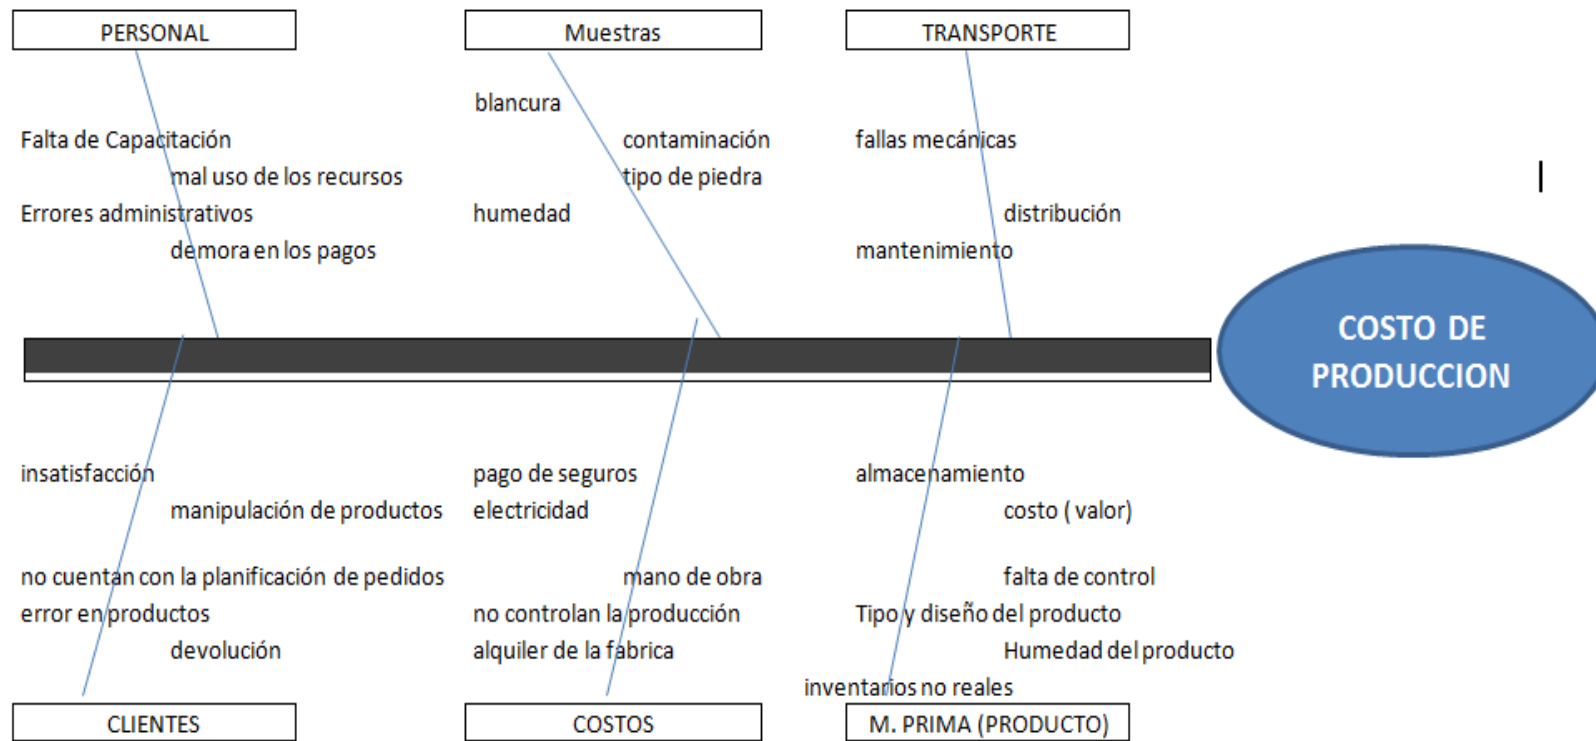 PERSONAL
Muestras
TRANSPORTE
blancura
Falta de Capacitación
contaminación
fallas mecánicas
mal uso de los recursos
tipo de piedra
Errores administrativos
humedad
distribución
demora en los pagos
mantenimiento
COSTO DE
PRODUCCION
insatisfacción
pago de seguros
almacenamiento
manipulación de productos
electricidad
costo ( valor)
no cuentan con la planificación de pedidos
mano de obra
falta de control
error en productos
no controlan la producción
Tipo y diseño del producto
devolución
alquiler de la fabrica
Humedad del producto
inventarios no reales
CLIENTES
COSTOS
M. PRIMA (PRODUCTO)